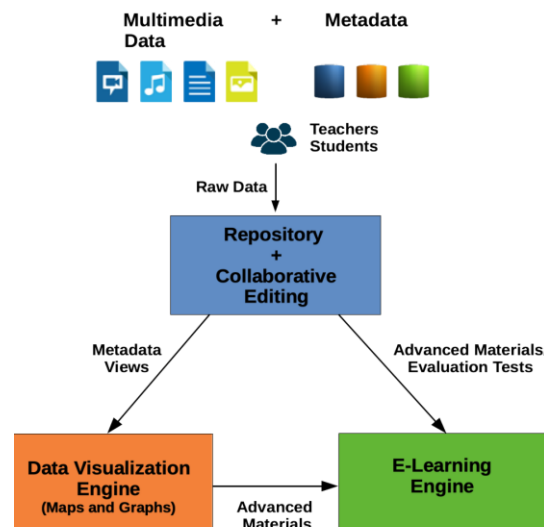 Multimedia + Metadata
Data
Teachers
Students
Raw Data
Repository
+
Collaborative
Editing
Metadata
Views
Advanced Materials
Evaluation Tests
Data Visualization
Engine
(Maps and Graphs)
E-Learning
Engine
Advanced
Materials